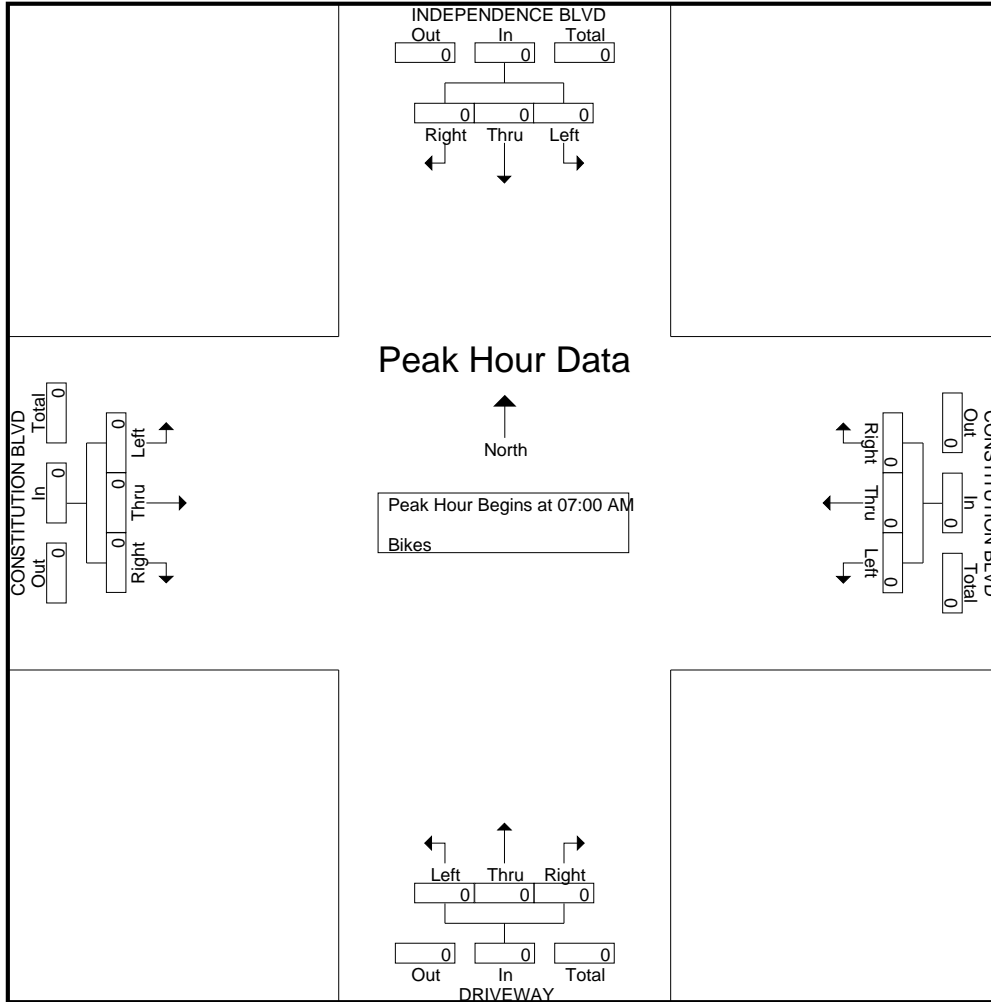 INDEPENDENCE BLVD
Out In Total
0 0 0
0 0 0
Right Thru Left
Peak Hour Data
North
Peak Hour Begins at 07:00 AM
Bikes
CONSTITUTION BLVD
Out In Total
0 0 0
0 0 0
Right Thru Left
CONSTITUTION BLVD
Out In Total
0 0 0
0 0 0
Right Thru Left
Left Thru Right
0 0 0
0 0 0
Out In Total
DRIVEWAY